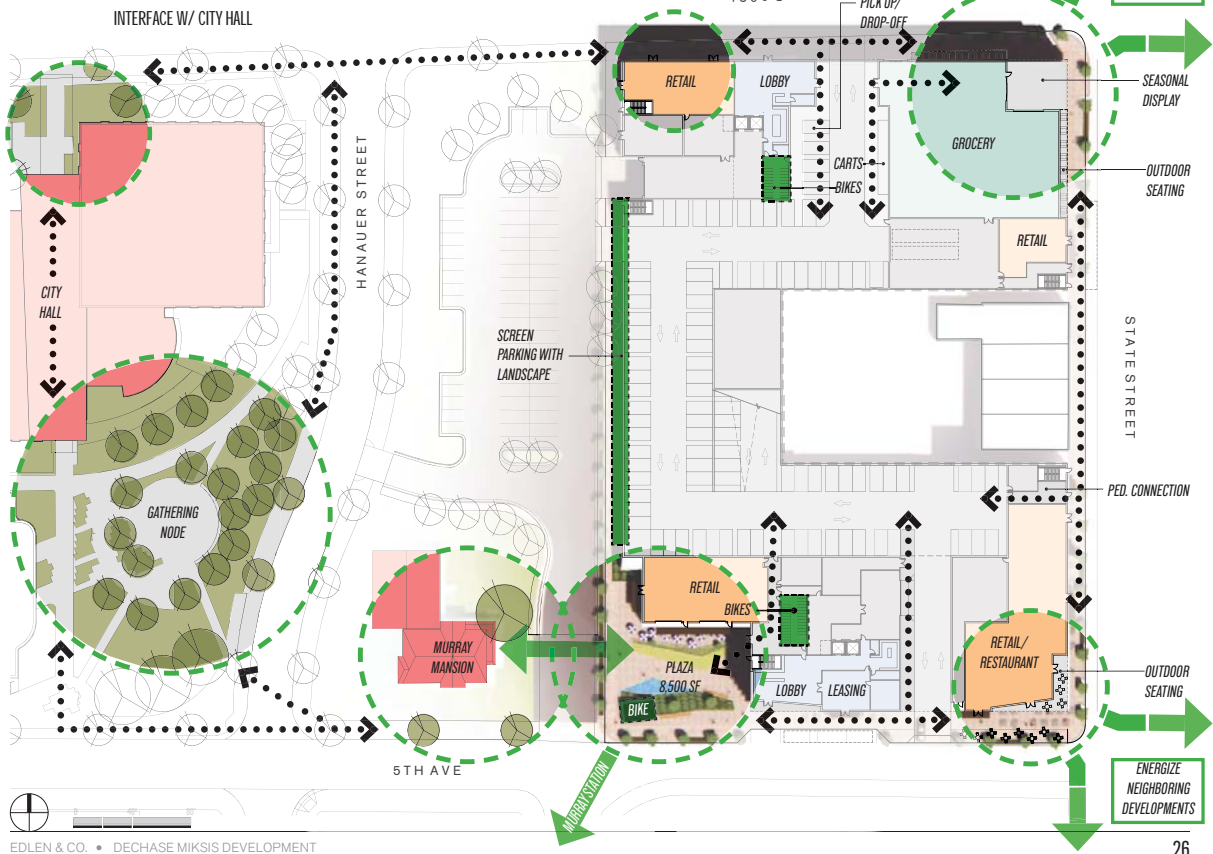 INTERFACE W/ CITY HALL
PICK UP/
DROP-OFF
RETAIL
LOBBY
SEASONAL
DISPLAY
GROCERY
CARTS
BIKES
OUTDOOR
SEATING
RETAIL
HANAUER STREET
CITY
HALL
SCREEN
PARKING WITH
LANDSCAPE
STATE STREET
PED. CONNECTION
GATHERING
NODE
RETAIL
BIKES
MURRAY
MANSION
PLAZA
8,500 SF
BIKE
LOBBY
LEASING
RETAIL/
RESTAURANT
OUTDOOR
SEATING
5TH AVE
MURRAY STATION
ENERGIZE
NEIGHBORING
DEVELOPMENTS
EDLEN & CO. • DECHASE MIKSIS DEVELOPMENT
26